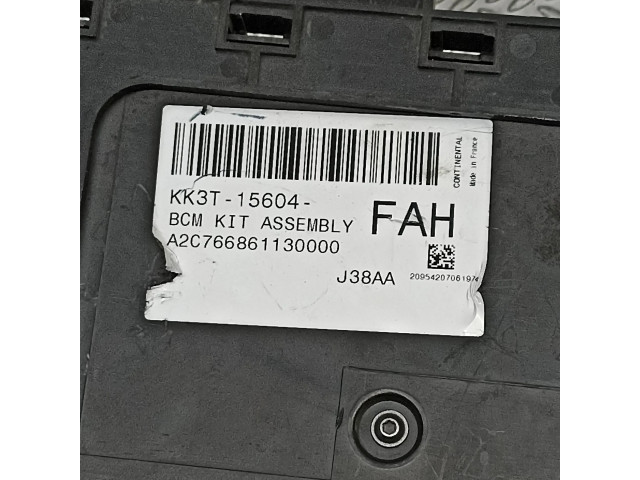 KK3T-15604-
BCM KIT ASSEMBLY
FAH
A2C766861130000
J38AA
2095420706197
CONTINENTAL
Made in France